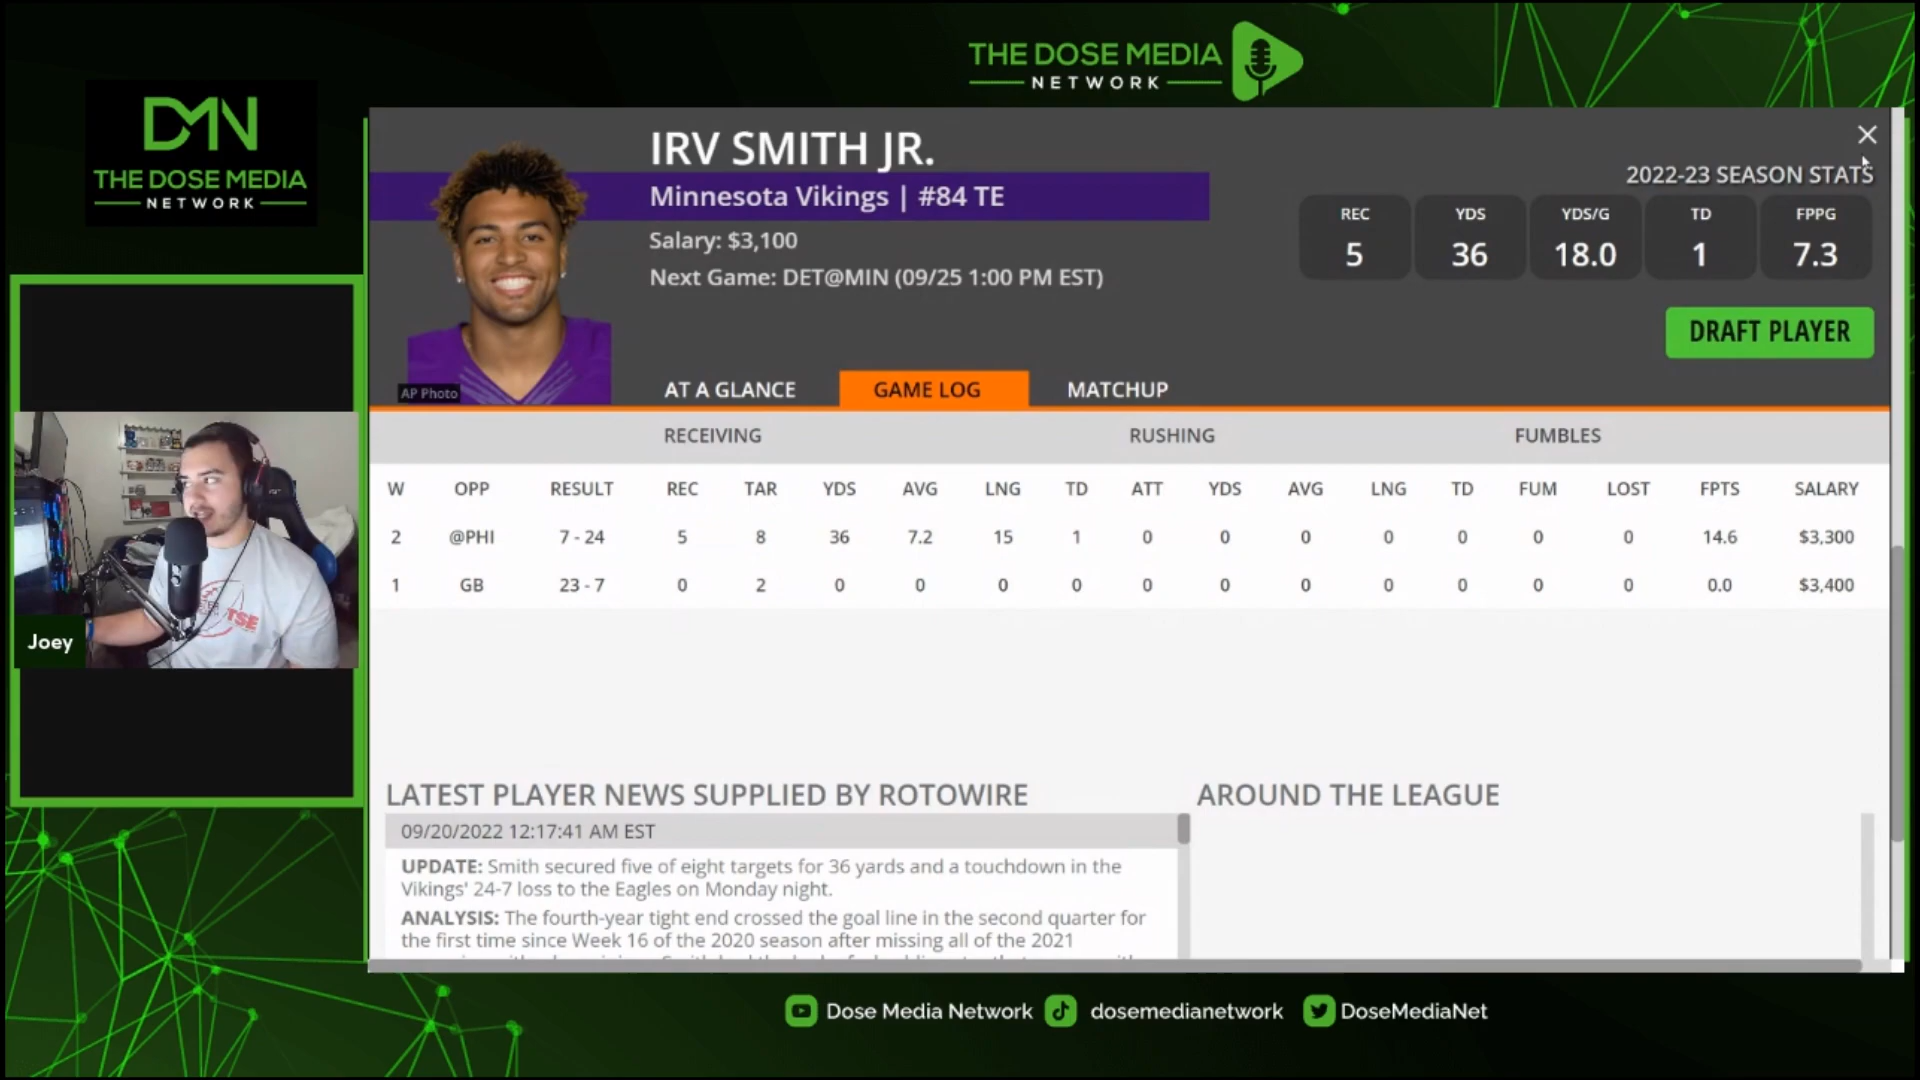 THE DOSE MEDIA
NETWORK
DMN
THE DOSE MEDIA
NETWORK
IRV SMITH JR.
Minnesota Vikings | #84 TE
Salary: $3,100
Next Game: DET@MIN (09/25 1:00 PM EST)
2022-23 SEASON STATS
REC YDS YDS/G TD FPPG
5 36 18.0 1 7.3
DRAFT PLAYER
AP Photo
AT A GLANCE GAME LOG MATCHUP
RECEIVING RUSHING FUMBLES
W OPP RESULT REC TAR YDS AVG LNG TD ATT YDS AVG LNG TD FUM LOST FPTS SALARY
2 @PHI 7 - 24 5 8 36 7.2 15 1 0 0 0 0 0 0 0 14.6 $3,300
1 GB 23 - 7 0 2 0 0 0 0 0 0 0 0 0 0 0 0.0 $3,400
TSE
Joey
LATEST PLAYER NEWS SUPPLIED BY ROTOWIRE
AROUND THE LEAGUE
09/20/2022 12:17:41 AM EST
UPDATE: Smith secured five of eight targets for 36 yards and a touchdown in the
Vikings' 24-7 loss to the Eagles on Monday night.
ANALYSIS: The fourth-year tight end crossed the goal line in the second quarter for
the first time since Week 16 of the 2020 season after missing all of the 2021
Dose Media Network dosemedianetwork DoseMediaNet